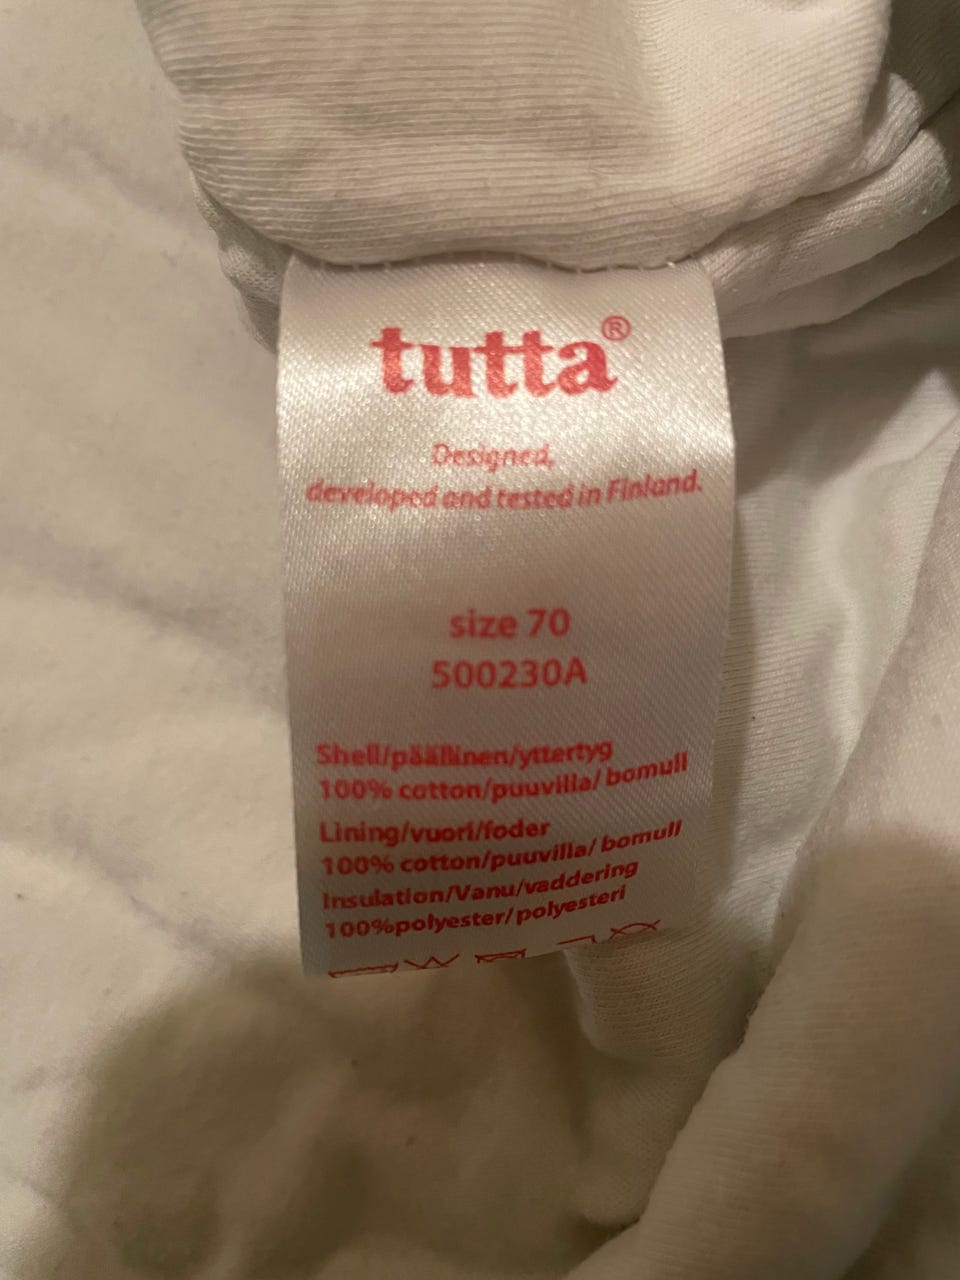 tutta®
Designed,
developed and tested in Finland.
size 70
500230A
Shell/päällinen/yttertyg
100% cotton/puuvilla/ bomull
Lining/vuori/foder
100% cotton/puuvilla/ bomull
Insulation/Vanu/vaddering
100%polyester/polyesteri